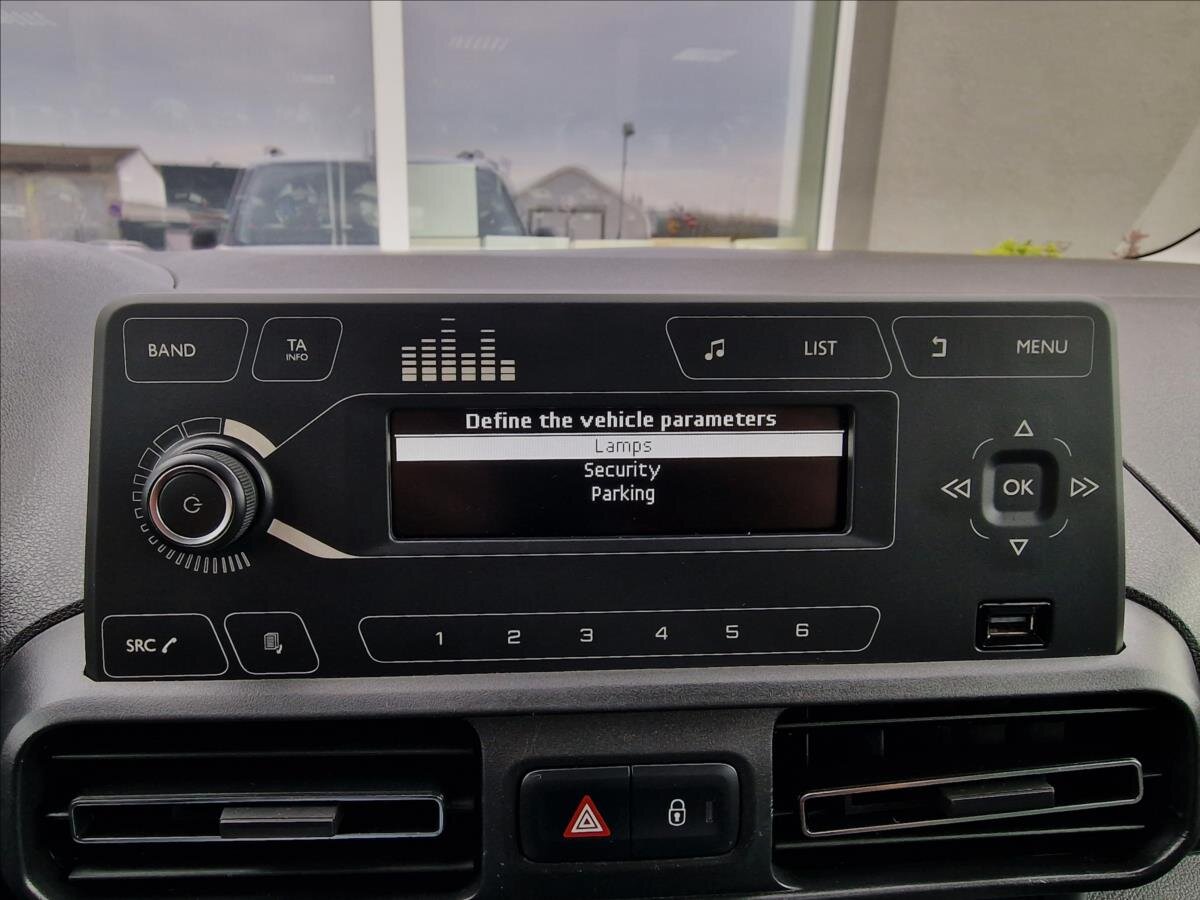 BAND
TA
INFO
LIST
MENU
Define the vehicle parameters
Lamps
Security
Parking
OK
SRC
1 2 3 4 5 6